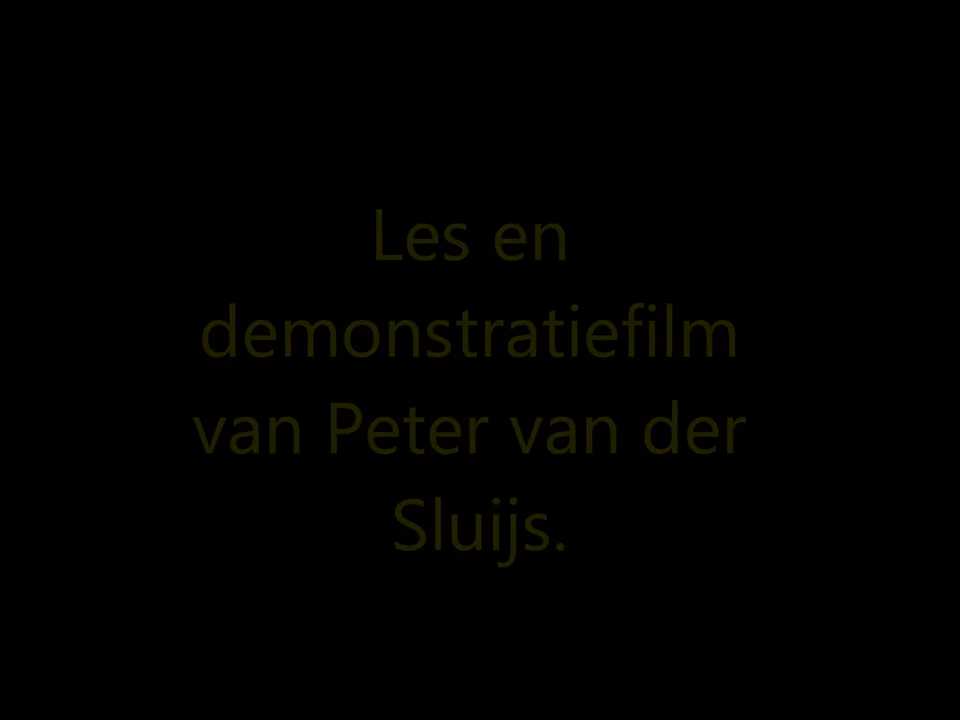 Les en
demonstratiefilm
van Peter van der
Sluijs.